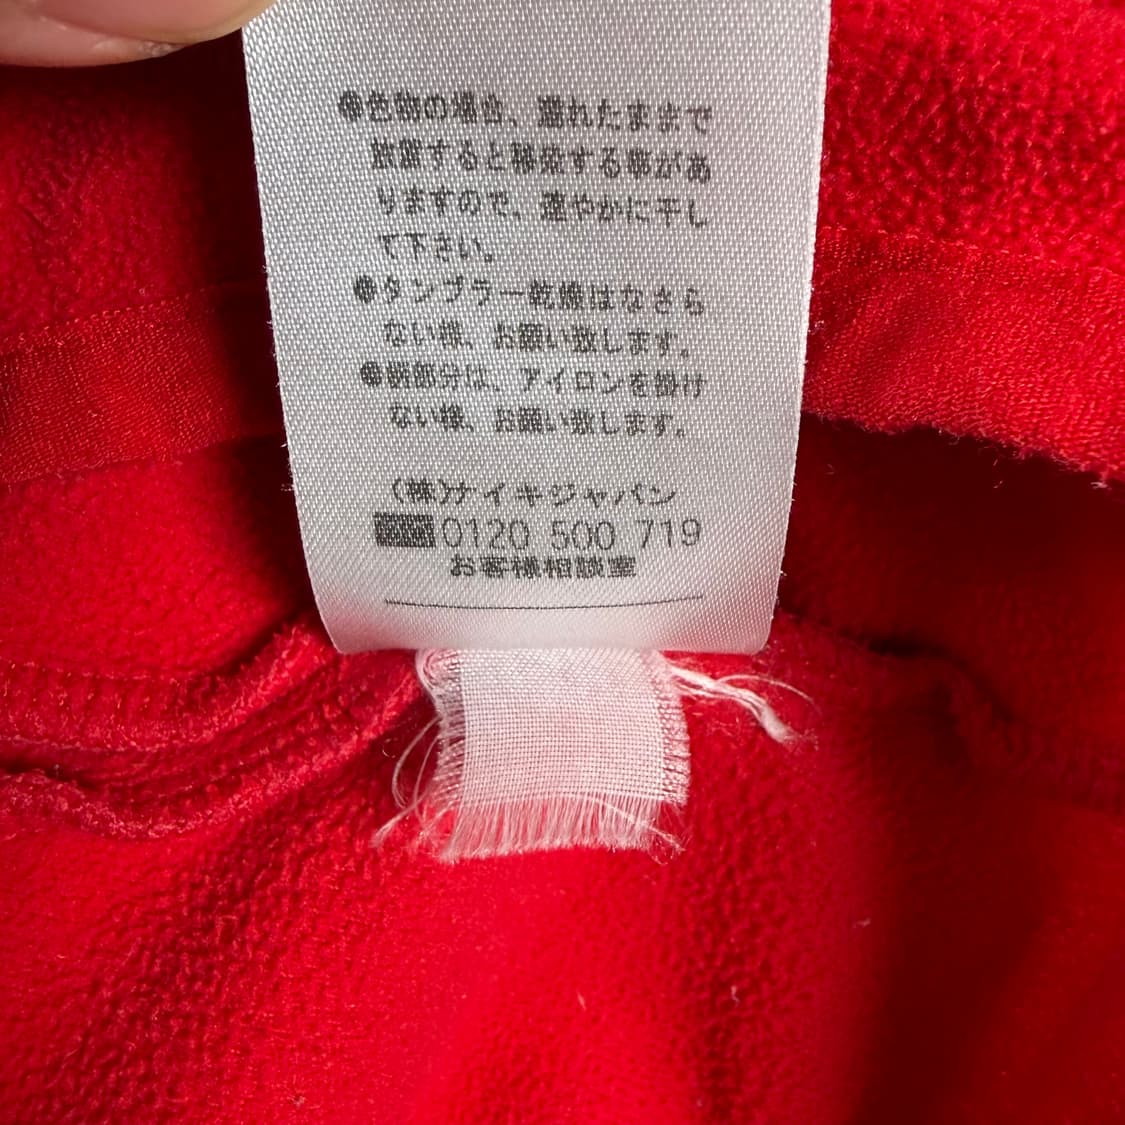 ●色物の場合、濡れたままで
放置すると移染する事があ
りますので、速やかに干し
て下さい。
●タンブラー乾燥はなさら
ない様、お願い致します。
●柄部分は、アイロンを掛け
ない様、お願い致します。
(株)ナイキジャパン
0120 500 719
お客様相談室